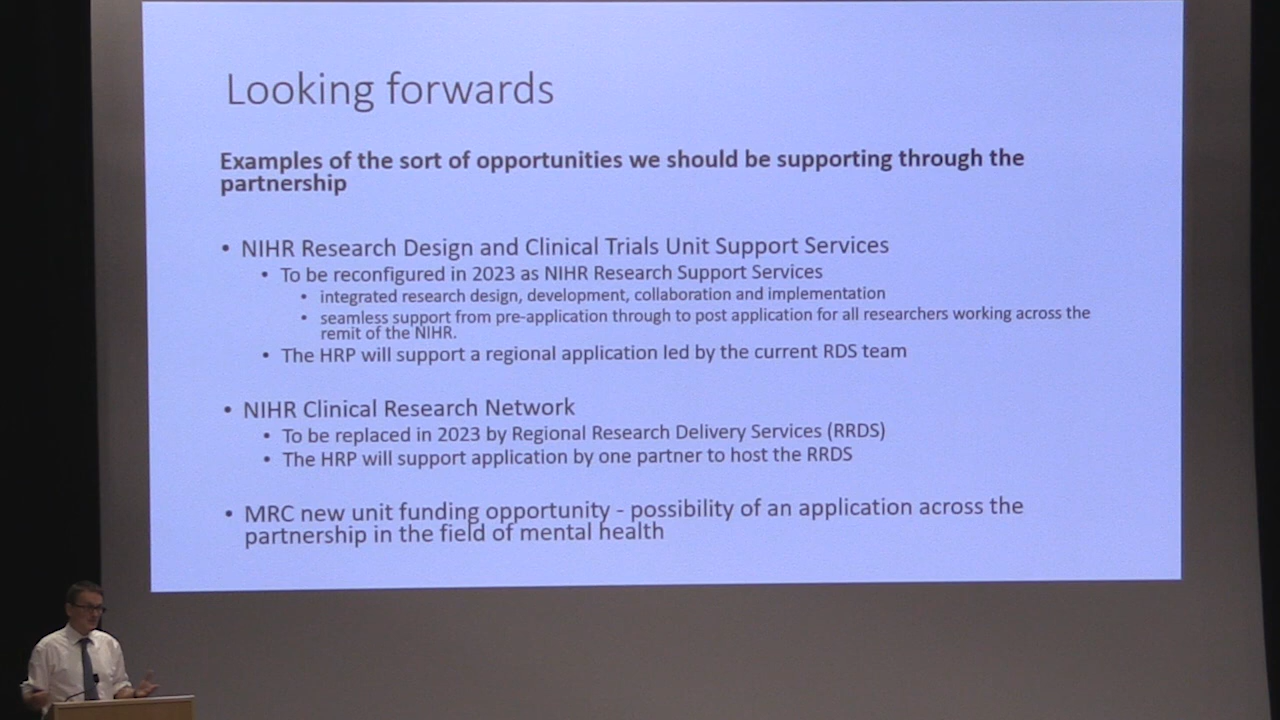 Looking forwards
Examples of the sort of opportunities we should be supporting through the
partnership
• NIHR Research Design and Clinical Trials Unit Support Services
• To be reconfigured in 2023 as NIHR Research Support Services
• integrated research design, development, collaboration and implementation
• seamless support from pre-application through to post application for all researchers working across the
remit of the NIHR.
• The HRP will support a regional application led by the current RDS team
• NIHR Clinical Research Network
• To be replaced in 2023 by Regional Research Delivery Services (RRDS)
• The HRP will support application by one partner to host the RRDS
• MRC new unit funding opportunity - possibility of an application across the
partnership in the field of mental health